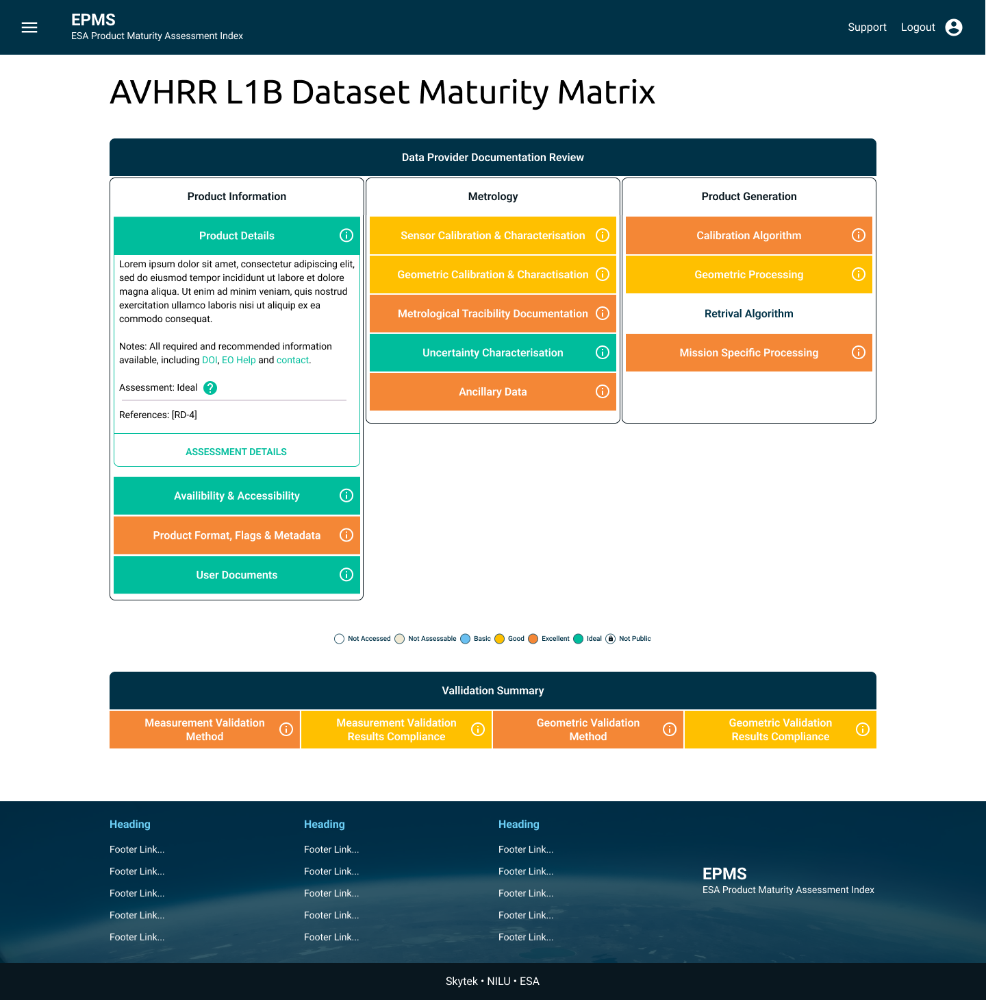 EPMS
ESA Product Maturity Assessment Index
Support
Logout
AVHRR L1B Dataset Maturity Matrix
Data Provider Documentation Review
Product Information
Product Details
Lorem ipsum dolor sit amet, consectetur adipiscing elit,
sed do eiusmod tempor incididunt ut labore et dolore
magna aliqua. Ut enim ad minim veniam, quis nostrud
exercitation ullamco laboris nisi ut aliquip ex ea
commodo consequat.
Notes: All required and recommended information
available, including DOI, EO Help and contact.
Assessment: Ideal
References: [RD-4]
ASSESSMENT DETAILS
Availibility & Accessibility
Product Format, Flags & Metadata
User Documents
Metrology
Sensor Calibration & Characterisation
Geometric Calibration & Charactisation
Metrological Tracibility Documentation
Uncertainty Characterisation
Ancillary Data
Product Generation
Calibration Algorithm
Geometric Processing
Retrival Algorithm
Mission Specific Processing
Not Accessed
Not Assessable
Basic
Good
Excellent
Ideal
Not Public
Vallidation Summary
Measurement Validation
Method
Measurement Validation
Results Compliance
Geometric Validation
Method
Geometric Validation
Results Compliance
Heading
Footer Link...
Footer Link...
Footer Link...
Footer Link...
Footer Link...
Heading
Footer Link...
Footer Link...
Footer Link...
Footer Link...
Footer Link...
Heading
Footer Link...
Footer Link...
Footer Link...
Footer Link...
Footer Link...
EPMS
ESA Product Maturity Assessment Index
Skytek • NILU • ESA